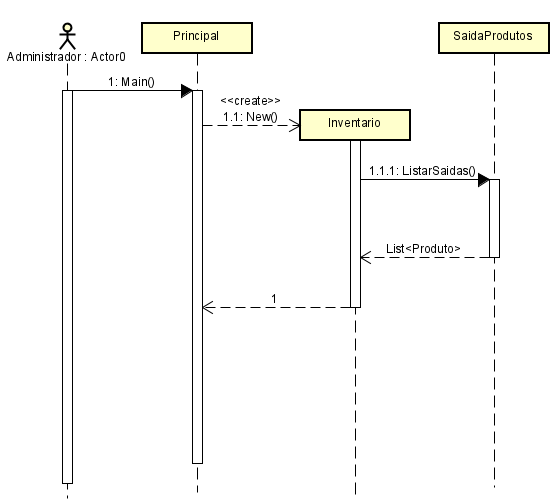 Principal
SaidaProdutos
Administrador : Actor0
1: Main()
<<create>>
1.1: New()
Inventario
1.1.1: ListarSaidas()
List<Produto>
1